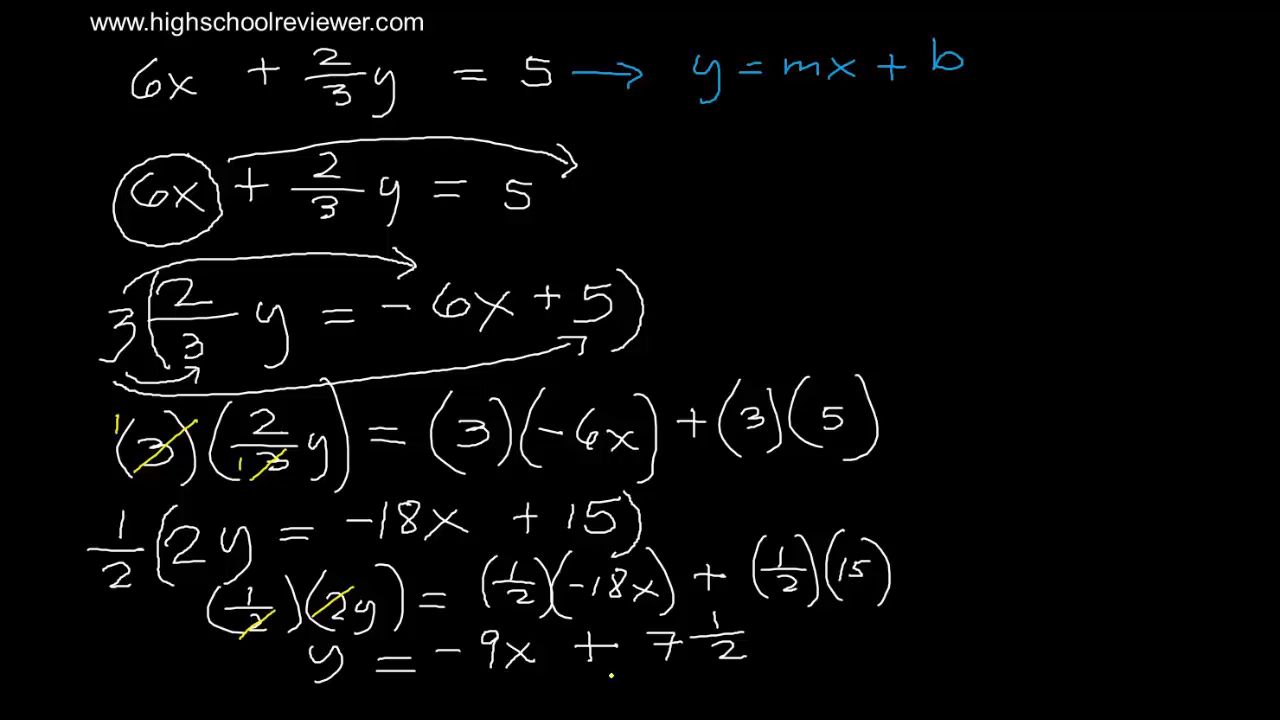 www.highschoolreviewer.com
6x + 2/3 y = 5 → y = mx + b
6x + 2/3 y = 5
3(2/3 y = -6x + 5)
1 (3)(2/1 3 y) = (3)(-6x) + (3)(5)
1/2 (2y = -18x + 15)
(1/2)(2y) = (1/2)(-18x) + (1/2)(15)
y = -9x + 7 1/2